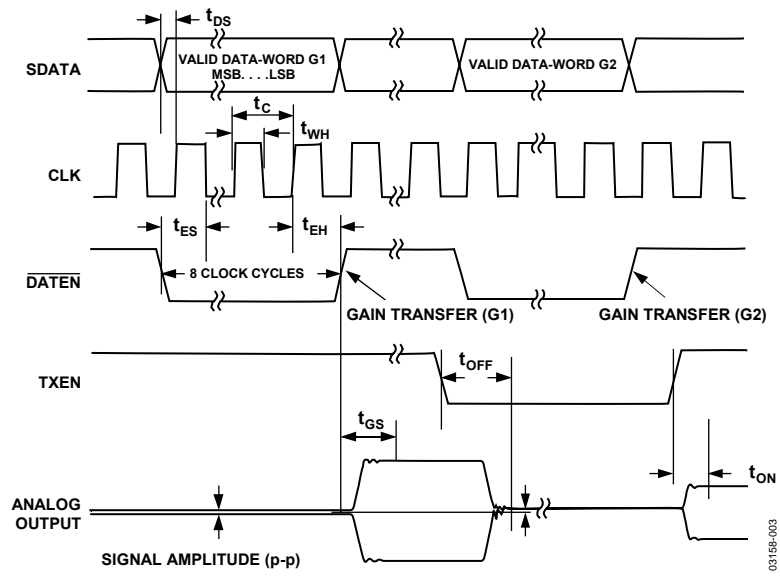 tDS
SDATA
VALID DATA-WORD G1
MSB. . . .LSB
VALID DATA-WORD G2
tC
tWH
CLK
tES
tEH
DATEN
8 CLOCK CYCLES
GAIN TRANSFER (G1)
GAIN TRANSFER (G2)
TXEN
tOFF
tGS
tON
ANALOG
OUTPUT
SIGNAL AMPLITUDE (p-p)
03158-003